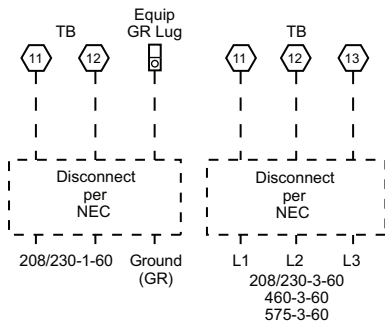 TB
Equip
GR Lug
11 12
Disconnect
per
NEC
208/230-1-60
Ground
(GR)
TB
11 12 13
Disconnect
per
NEC
L1 L2 L3
208/230-3-60
460-3-60
575-3-60